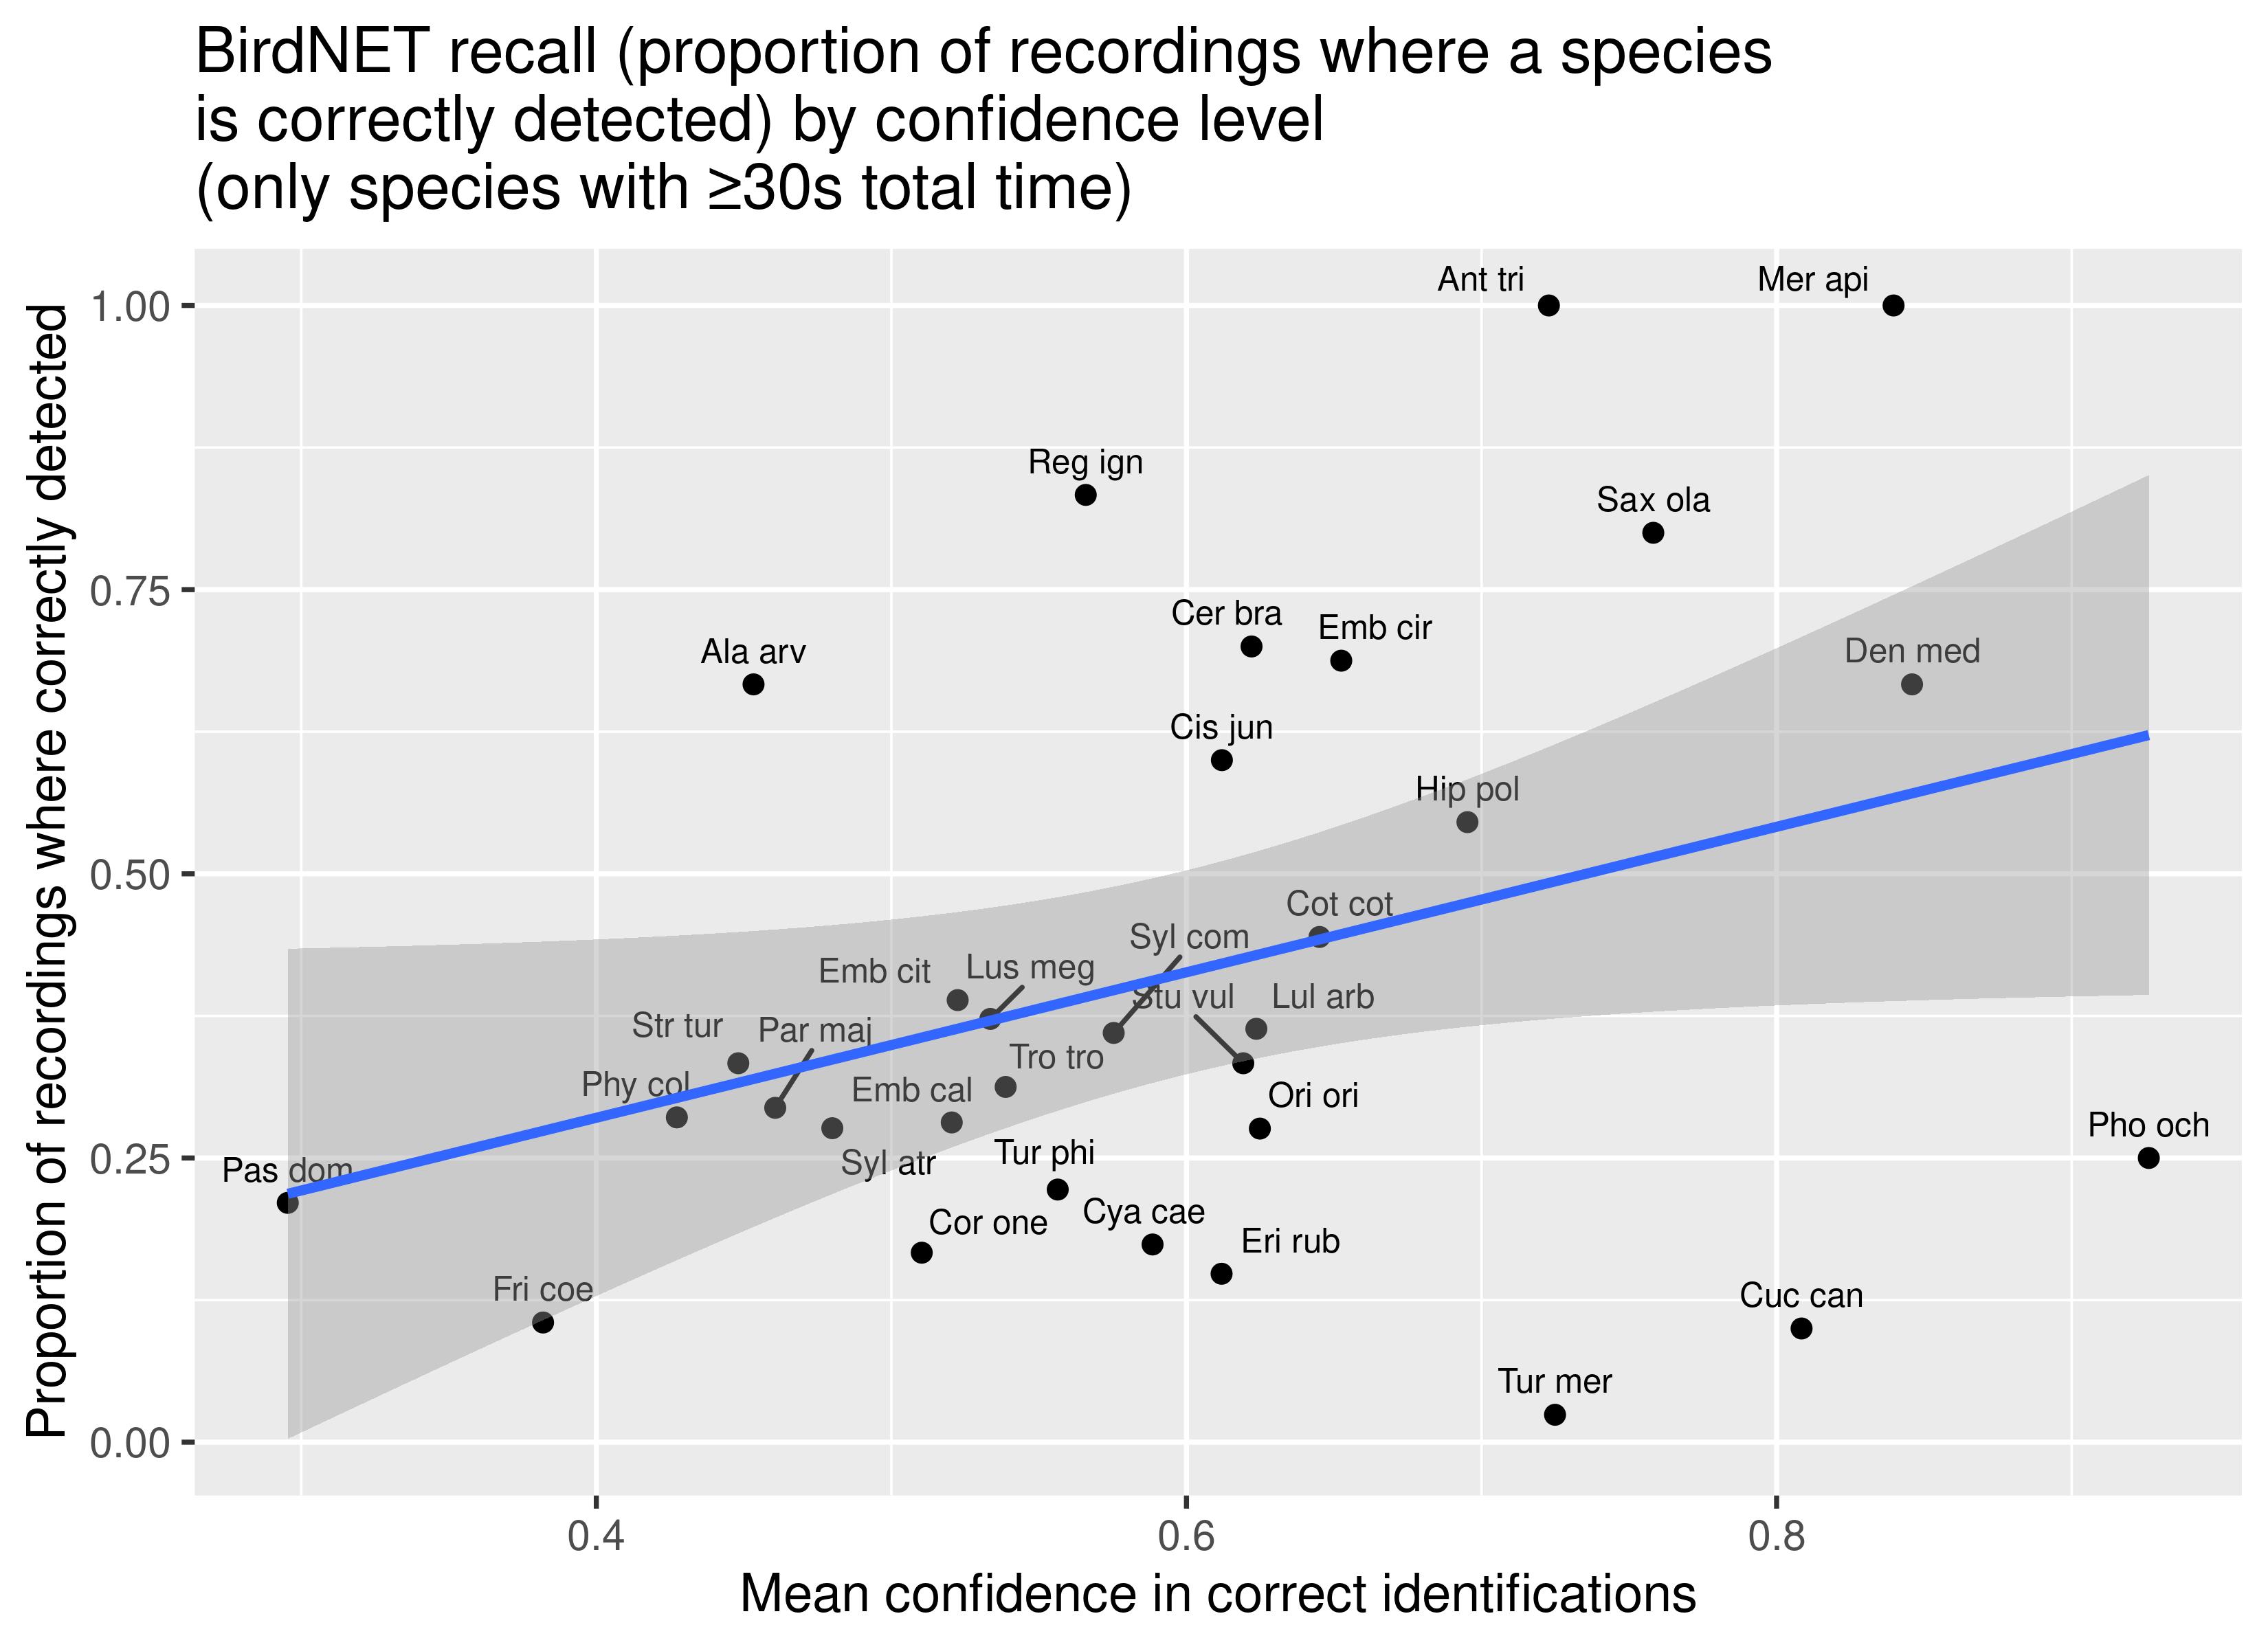 BirdNET recall (proportion of recordings where a species
is correctly detected) by confidence level
(only species with ≥30s total time)
Proportion of recordings where correctly detected
1.00
0.75
0.50
0.25
0.00
Ant tri
Mer api
Reg ign
Sax ola
Cer bra
Emb cir
Ala arv
Den med
Cis jun
Hip pol
Cot cot
Syl com
Emb cit
Lus meg
Stu vul
Lul arb
Str tur
Par maj
Tro tro
Phy col
Emb cal
Ori ori
Pho och
Tur phi
Syl atr
Pas dom
Cya cae
Cor one
Eri rub
Fri coe
Cuc can
Tur mer
0.4
0.6
0.8
Mean confidence in correct identifications